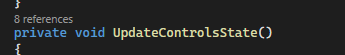 }
8 references
private void UpdateControlsState()
{